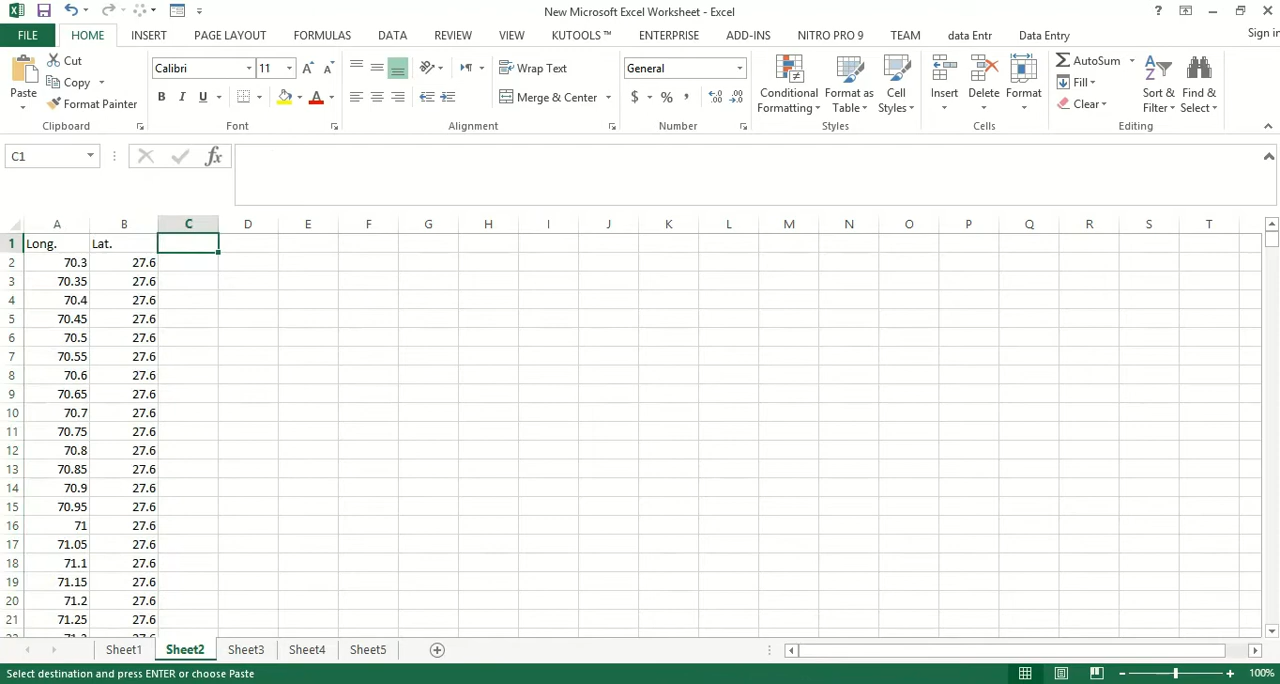 New Microsoft Excel Worksheet - Excel
?
FILE HOME INSERT PAGE LAYOUT FORMULAS DATA REVIEW VIEW KUTOOLS ™ ENTERPRISE ADD-INS NITRO PRO 9 TEAM data Entr Data Entry Sign in
Paste Cut Copy Format Painter
Clipboard
Calibri 11
B I U
Font
Wrap Text
Merge & Center
Alignment
General
$ % ,
Number
Conditional Formatting Format as Table Cell Styles
Styles
Insert Delete Format
Cells
AutoSum
Fill
Clear
Sort & Filter Find & Select
Editing
C1 fx
A B C D E F G H I J K L M N O P Q R S T
1 Long. Lat.
2 70.3 27.6
3 70.35 27.6
4 70.4 27.6
5 70.45 27.6
6 70.5 27.6
7 70.55 27.6
8 70.6 27.6
9 70.65 27.6
10 70.7 27.6
11 70.75 27.6
12 70.8 27.6
13 70.85 27.6
14 70.9 27.6
15 70.95 27.6
16 71 27.6
17 71.05 27.6
18 71.1 27.6
19 71.15 27.6
20 71.2 27.6
21 71.25 27.6
Sheet1 Sheet2 Sheet3 Sheet4 Sheet5
Select destination and press ENTER or choose Paste 100%